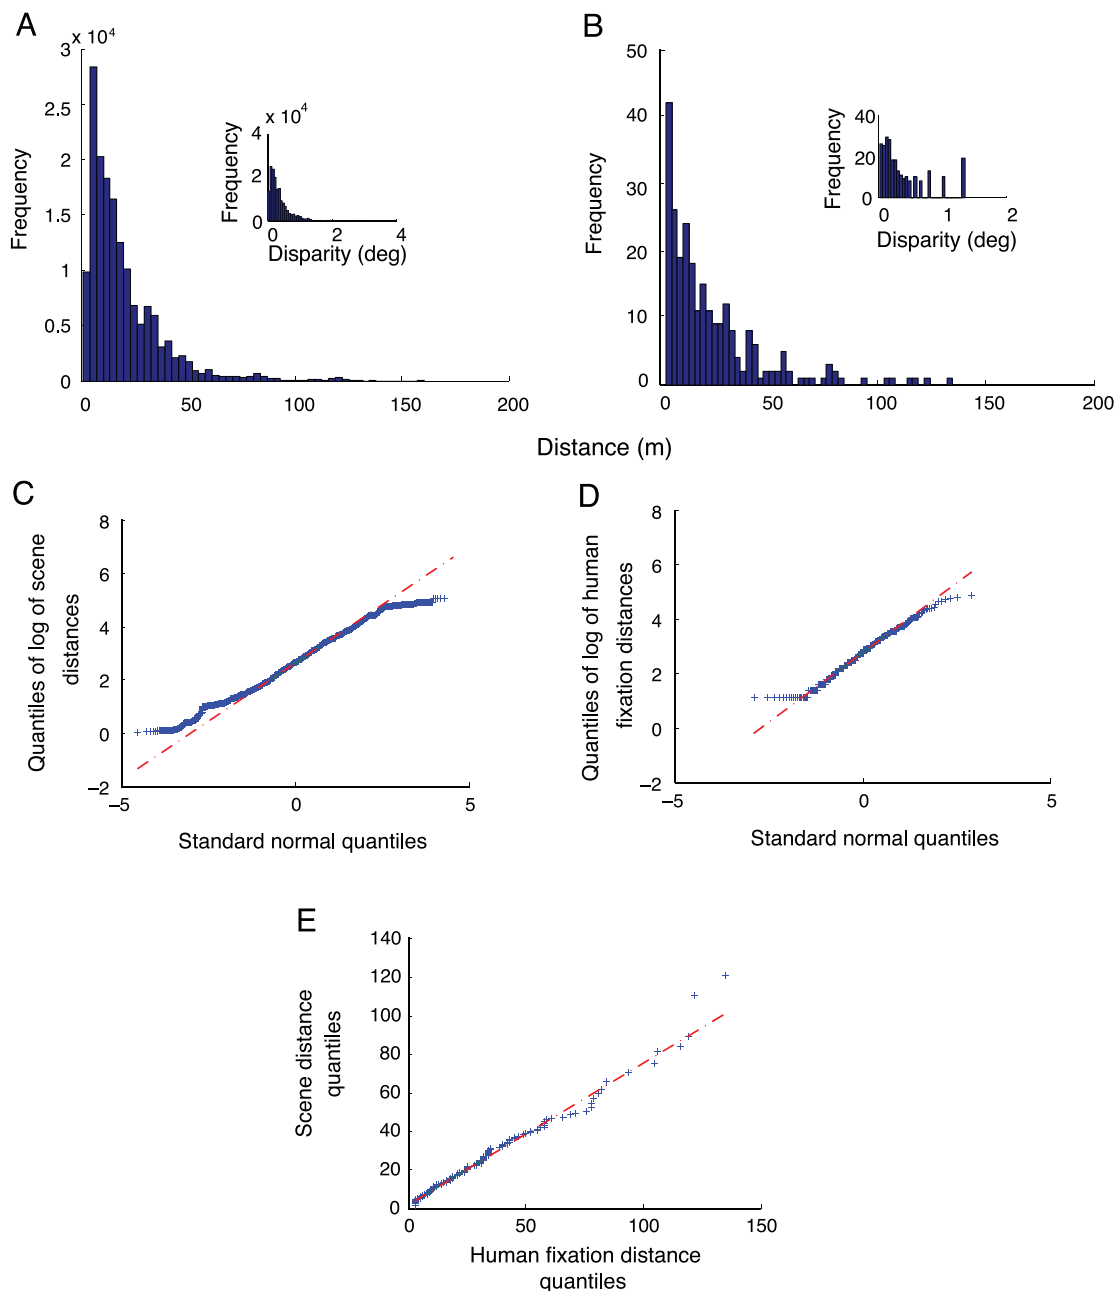 A
x 10⁴
3
2.5
2
1.5
1
0.5
0
Frequency
0
50
100
150
200
x 10⁴
4
2
0
Frequency
0
2
4
Disparity (deg)
B
50
40
30
20
10
0
Frequency
0
50
100
150
200
40
20
0
Frequency
0
1
2
Disparity (deg)
Distance (m)
C
8
6
4
2
0
−2
Quantiles of log of scene
distances
−5
0
5
Standard normal quantiles
D
8
6
4
2
0
−2
Quantiles of log of human
fixation distances
−5
0
5
Standard normal quantiles
E
140
120
100
80
60
40
20
0
Scene distance
quantiles
0
50
100
150
Human fixation distance
quantiles